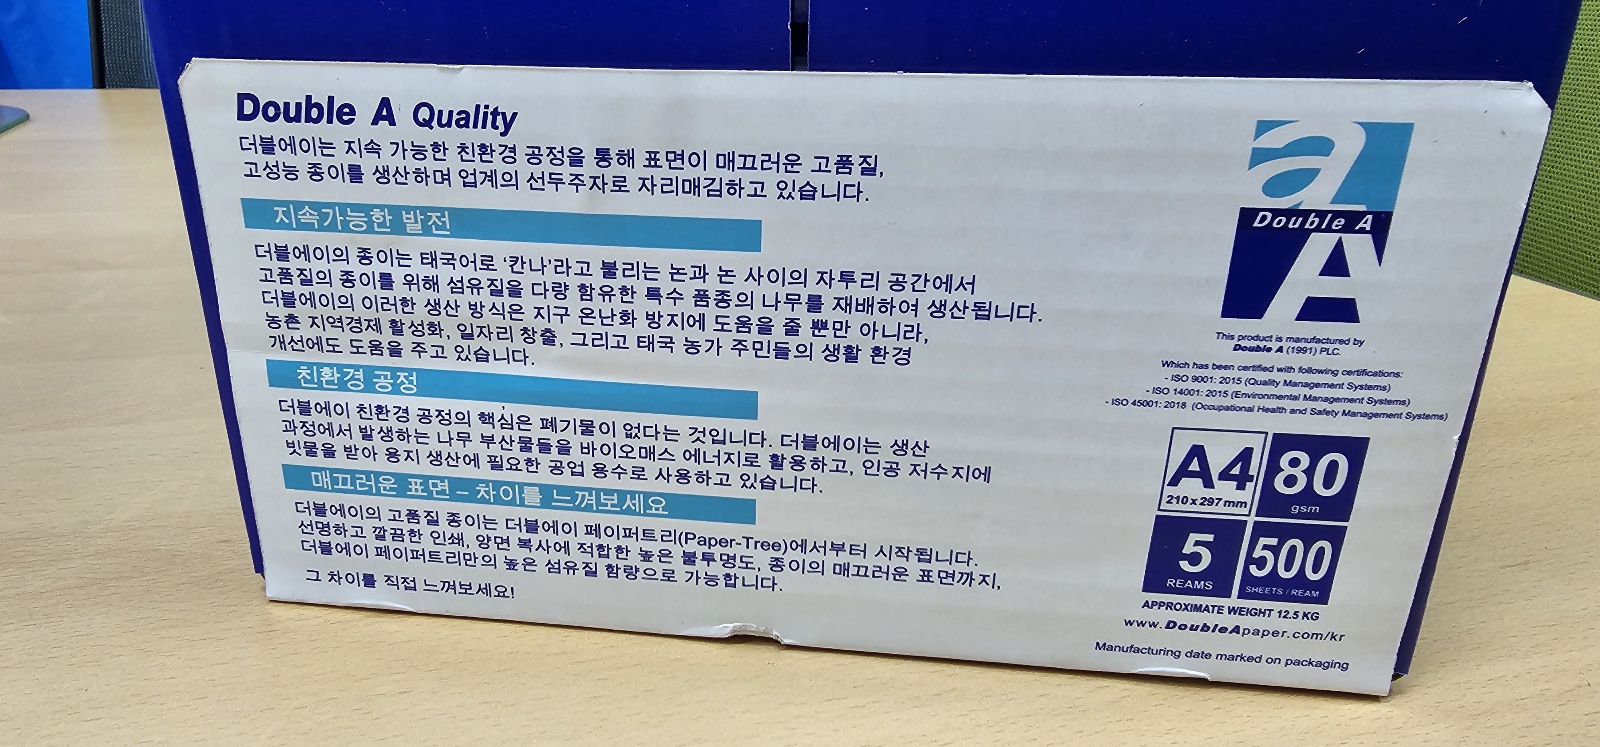 Double A Quality
더블에이는 지속 가능한 친환경 공정을 통해 표면이 매끄러운 고품질,
고성능 종이를 생산하며 업계의 선두주자로 자리매김하고 있습니다.
지속가능한 발전
더블에이의 종이는 태국어로 '칸나'라고 불리는 논과 논 사이의 자투리 공간에서
고품질의 종이를 위해 섬유질을 다량 함유한 특수 품종의 나무를 재배하여 생산됩니다.
더블에이의 이러한 생산 방식은 지구 온난화 방지에 도움을 줄 뿐만 아니라,
농촌 지역경제 활성화, 일자리 창출, 그리고 태국 농가 주민들의 생활 환경
개선에도 도움을 주고 있습니다.
친환경 공정
더블에이 친환경 공정의 핵심은 폐기물이 없다는 것입니다. 더블에이는 생산
과정에서 발생하는 나무 부산물들을 바이오매스 에너지로 활용하고, 인공 저수지에
빗물을 받아 용지 생산에 필요한 공업 용수로 사용하고 있습니다.
매끄러운 표면 – 차이를 느껴보세요
더블에이의 고품질 종이는 더블에이 페이퍼트리(Paper-Tree)에서부터 시작됩니다.
선명하고 깔끔한 인쇄, 양면 복사에 적합한 높은 불투명도, 종이의 매끄러운 표면까지,
더블에이 페이퍼트리만의 높은 섬유질 함량으로 가능합니다.
그 차이를 직접 느껴보세요!
a
Double A
A
This product is manufactured by
Double A (1991) PLC.
Which has been certified with following certifications:
- ISO 9001: 2015 (Quality Management Systems)
- ISO 14001: 2015 (Environmental Management Systems)
- ISO 45001: 2018 (Occupational Health and Safety Management Systems)
A4
210 x 297 mm
80
gsm
5
REAMS
500
SHEETS / REAM
APPROXIMATE WEIGHT 12.5 KG
www.DoubleApaper.com/kr
Manufacturing date marked on packaging